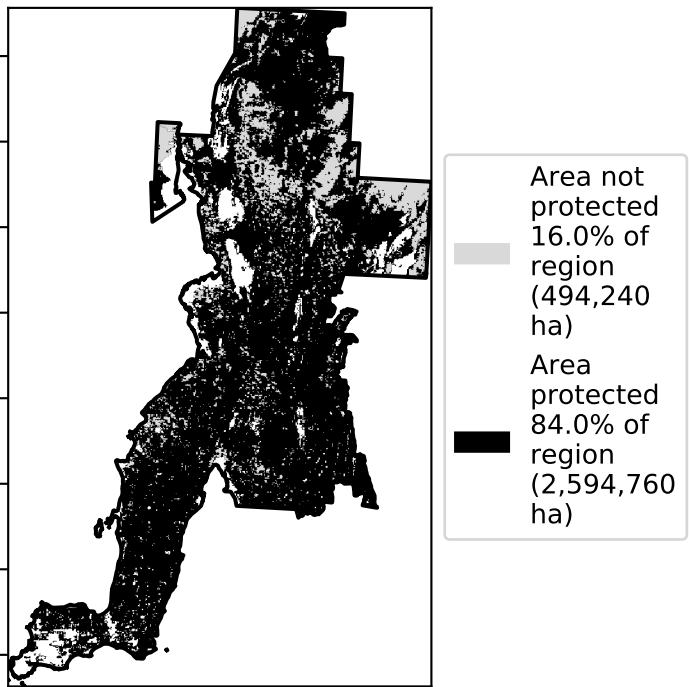 Area not
protected
16.0% of
region
(494,240
ha)
Area
protected
84.0% of
region
(2,594,760
ha)